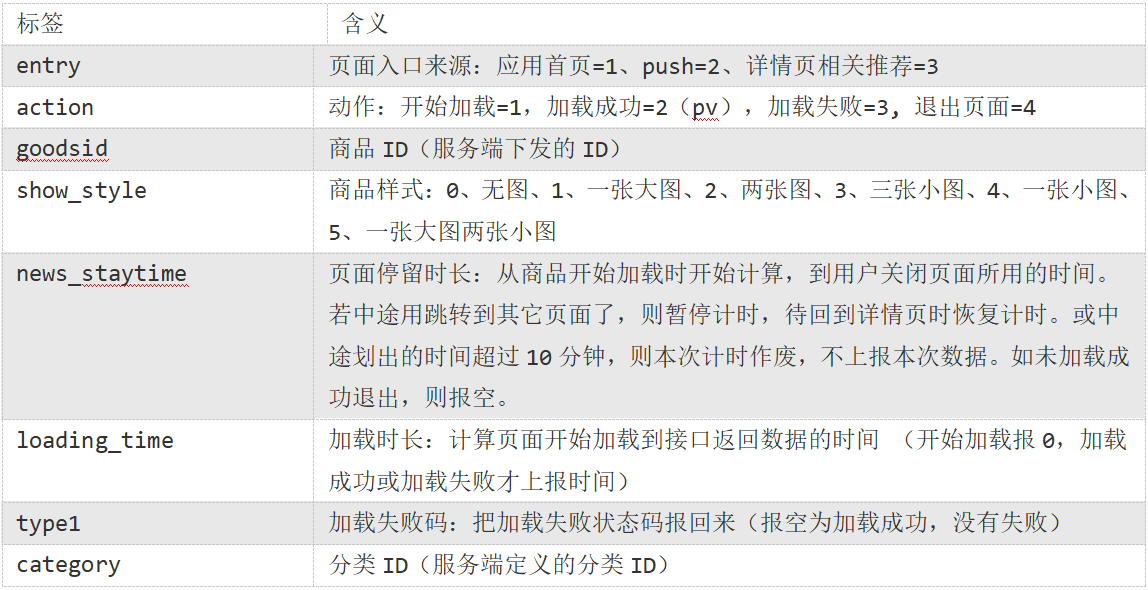 标签 含义
entry 页面入口来源：应用首页=1、push=2、详情页相关推荐=3
action 动作：开始加载=1，加载成功=2（pv），加载失败=3, 退出页面=4
goodsid 商品 ID（服务端下发的 ID）
show_style 商品样式：0、无图、1、一张大图、2、两张图、3、三张小图、4、一张小图、
5、一张大图两张小图
news_staytime 页面停留时长：从商品开始加载时开始计算，到用户关闭页面所用的时间。
若中途用跳转到其它页面了，则暂停计时，待回到详情页时恢复计时。或中
途划出的时间超过 10 分钟，则本次计时作废，不上报本次数据。如未加载成
功退出，则报空。
loading_time 加载时长：计算页面开始加载到接口返回数据的时间 （开始加载报 0，加载
成功或加载失败才上报时间）
type1 加载失败码：把加载失败状态码报回来（报空为加载成功，没有失败）
category 分类 ID（服务端定义的分类 ID）